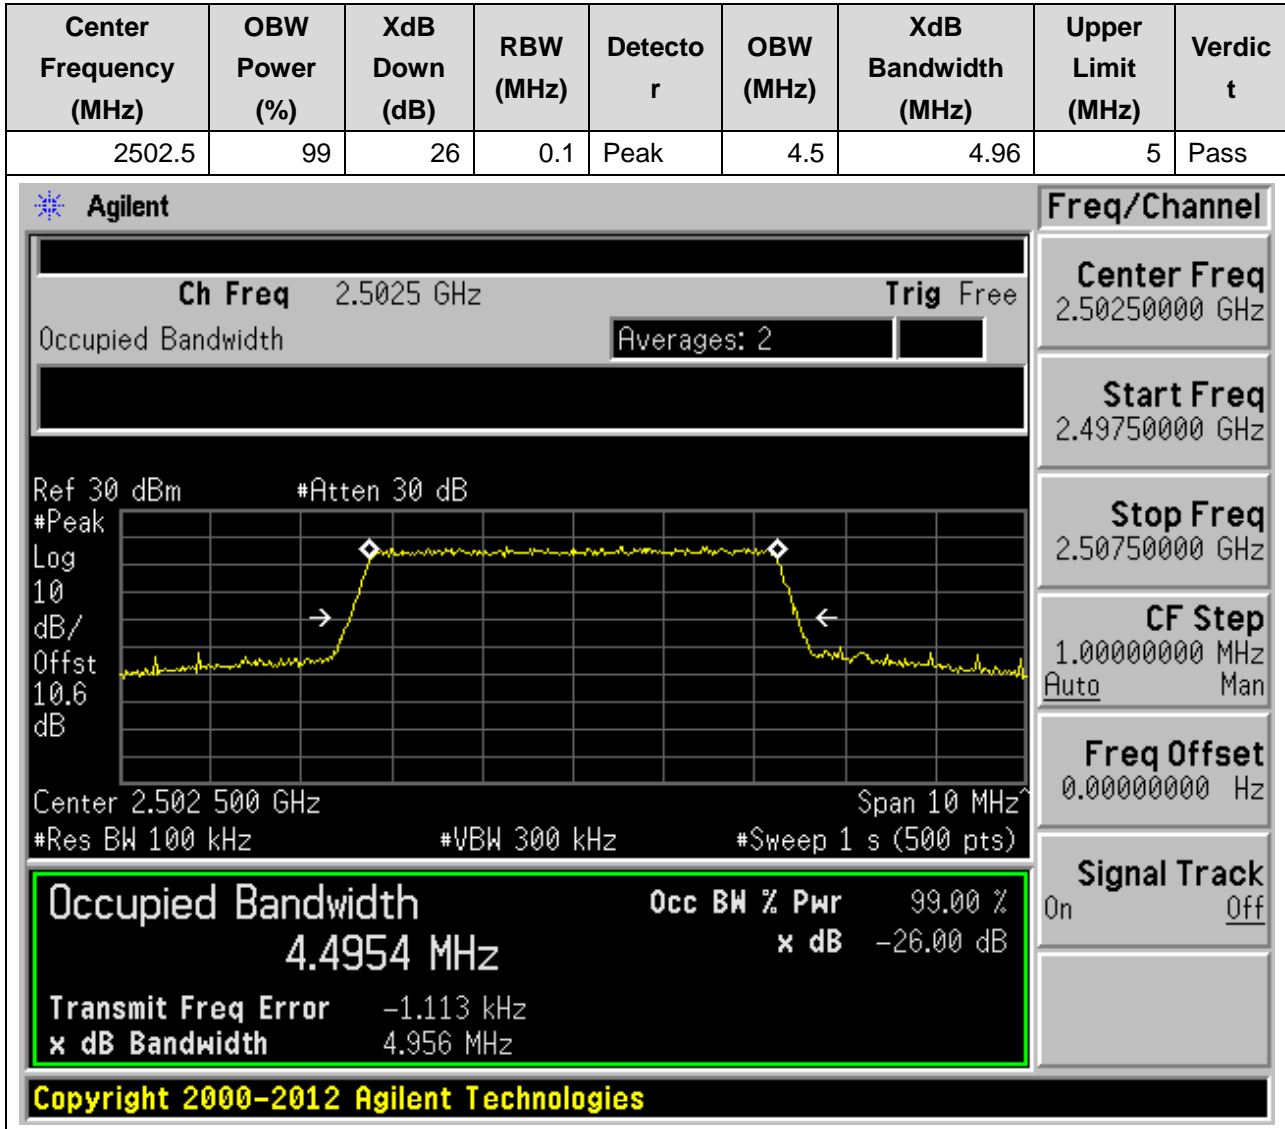 Center Frequency (MHz) OBW Power (%) XdB Down (dB) RBW (MHz) Detecto r OBW (MHz) XdB Bandwidth (MHz) Upper Limit (MHz) Verdic t
2502.5 99 26 0.1 Peak 4.5 4.96 5 Pass
Agilent
Freq/Channel
Ch Freq 2.5025 GHz Trig Free
Occupied Bandwidth Averages: 2
Center Freq
2.50250000 GHz
Start Freq
2.49750000 GHz
Stop Freq
2.50750000 GHz
CF Step
1.00000000 MHz
Auto Man
Freq Offset
0.00000000 Hz
Signal Track
On Off
Ref 30 dBm #Atten 30 dB
#Peak
Log
10
dB/
Offst
10.6
dB
Center 2.502 500 GHz Span 10 MHz^
#Res BW 100 kHz #VBW 300 kHz #Sweep 1 s (500 pts)
Occupied Bandwidth Occ BW % Pwr 99.00 %
4.4954 MHz x dB -26.00 dB
Transmit Freq Error -1.113 kHz
x dB Bandwidth 4.956 MHz
Copyright 2000-2012 Agilent Technologies